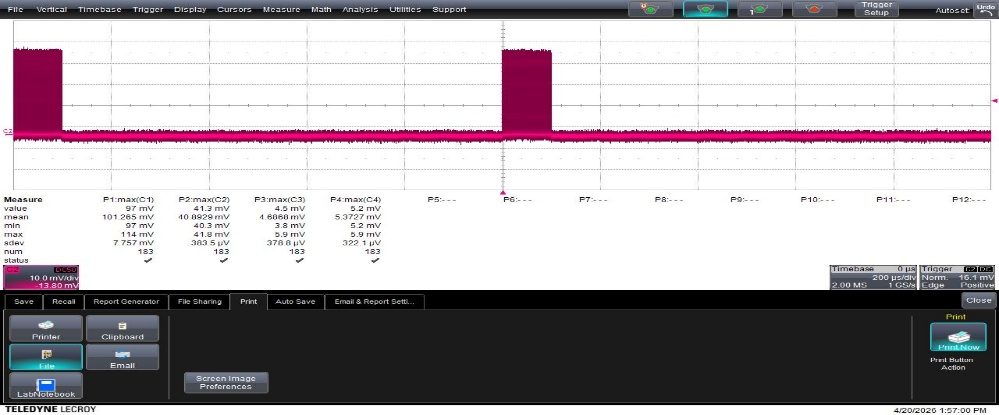 File Vertical Timebase Trigger Display Cursors Measure Math Analysis Utilities Support Trigger Setup Autoset Undo
C2
Measure P1:max(C1) P2:max(C2) P3:max(C3) P4:max(C4) P5:- - - P6:- - - P7:- - - P8:- - - P9:- - - P10:- - - P11:- - - P12:- - -
value 97 mV 41.3 mV 4.5 mV 5.2 mV
mean 101.265 mV 40.8929 mV 4.6868 mV 5.3727 mV
min 97 mV 40.3 mV 3.8 mV 5.2 mV
max 114 mV 41.8 mV 5.9 mV 5.9 mV
sdev 7.757 mV 383.5 µV 378.8 µV 322.1 µV
num 183 183 183 183
status
C2 DC50
10.0 mV/div
-13.80 mV
Timebase 0 µs
200 µs/div
2.00 MS 1 GS/s
Trigger C2 DC
Norm. 16.1 mV
Edge Positive
Save Recall Report Generator File Sharing Print Auto Save Email & Report Setti... Close
Printer Clipboard
File Email
LabNotebook
Screen Image
Preferences
Print
Print Now
Print Button
Action
TELEDYNE LECROY 4/20/2026 1:57:00 PM